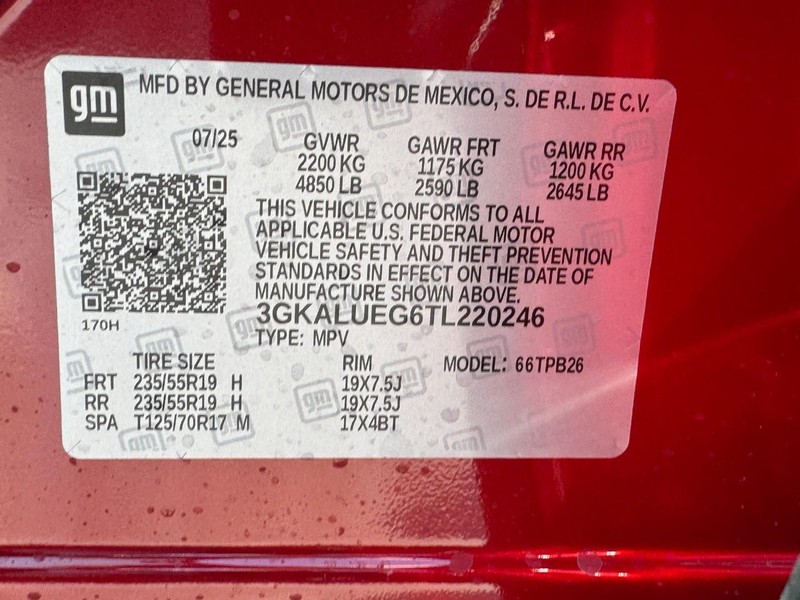 gm MFD BY GENERAL MOTORS DE MEXICO, S. DE R.L. DE C.V.
07/25 GVWR GAWR FRT GAWR RR
2200 KG 1175 KG 1200 KG
4850 LB 2590 LB 2645 LB
THIS VEHICLE CONFORMS TO ALL
APPLICABLE U.S. FEDERAL MOTOR
VEHICLE SAFETY AND THEFT PREVENTION
STANDARDS IN EFFECT ON THE DATE OF
MANUFACTURE SHOWN ABOVE.
3GKALUEG6TL220246
170H
TYPE: MPV
TIRE SIZE RIM MODEL: 66TPB26
FRT 235/55R19 H 19X7.5J
RR 235/55R19 H 19X7.5J
SPA T125/70R17 M 17X4BT